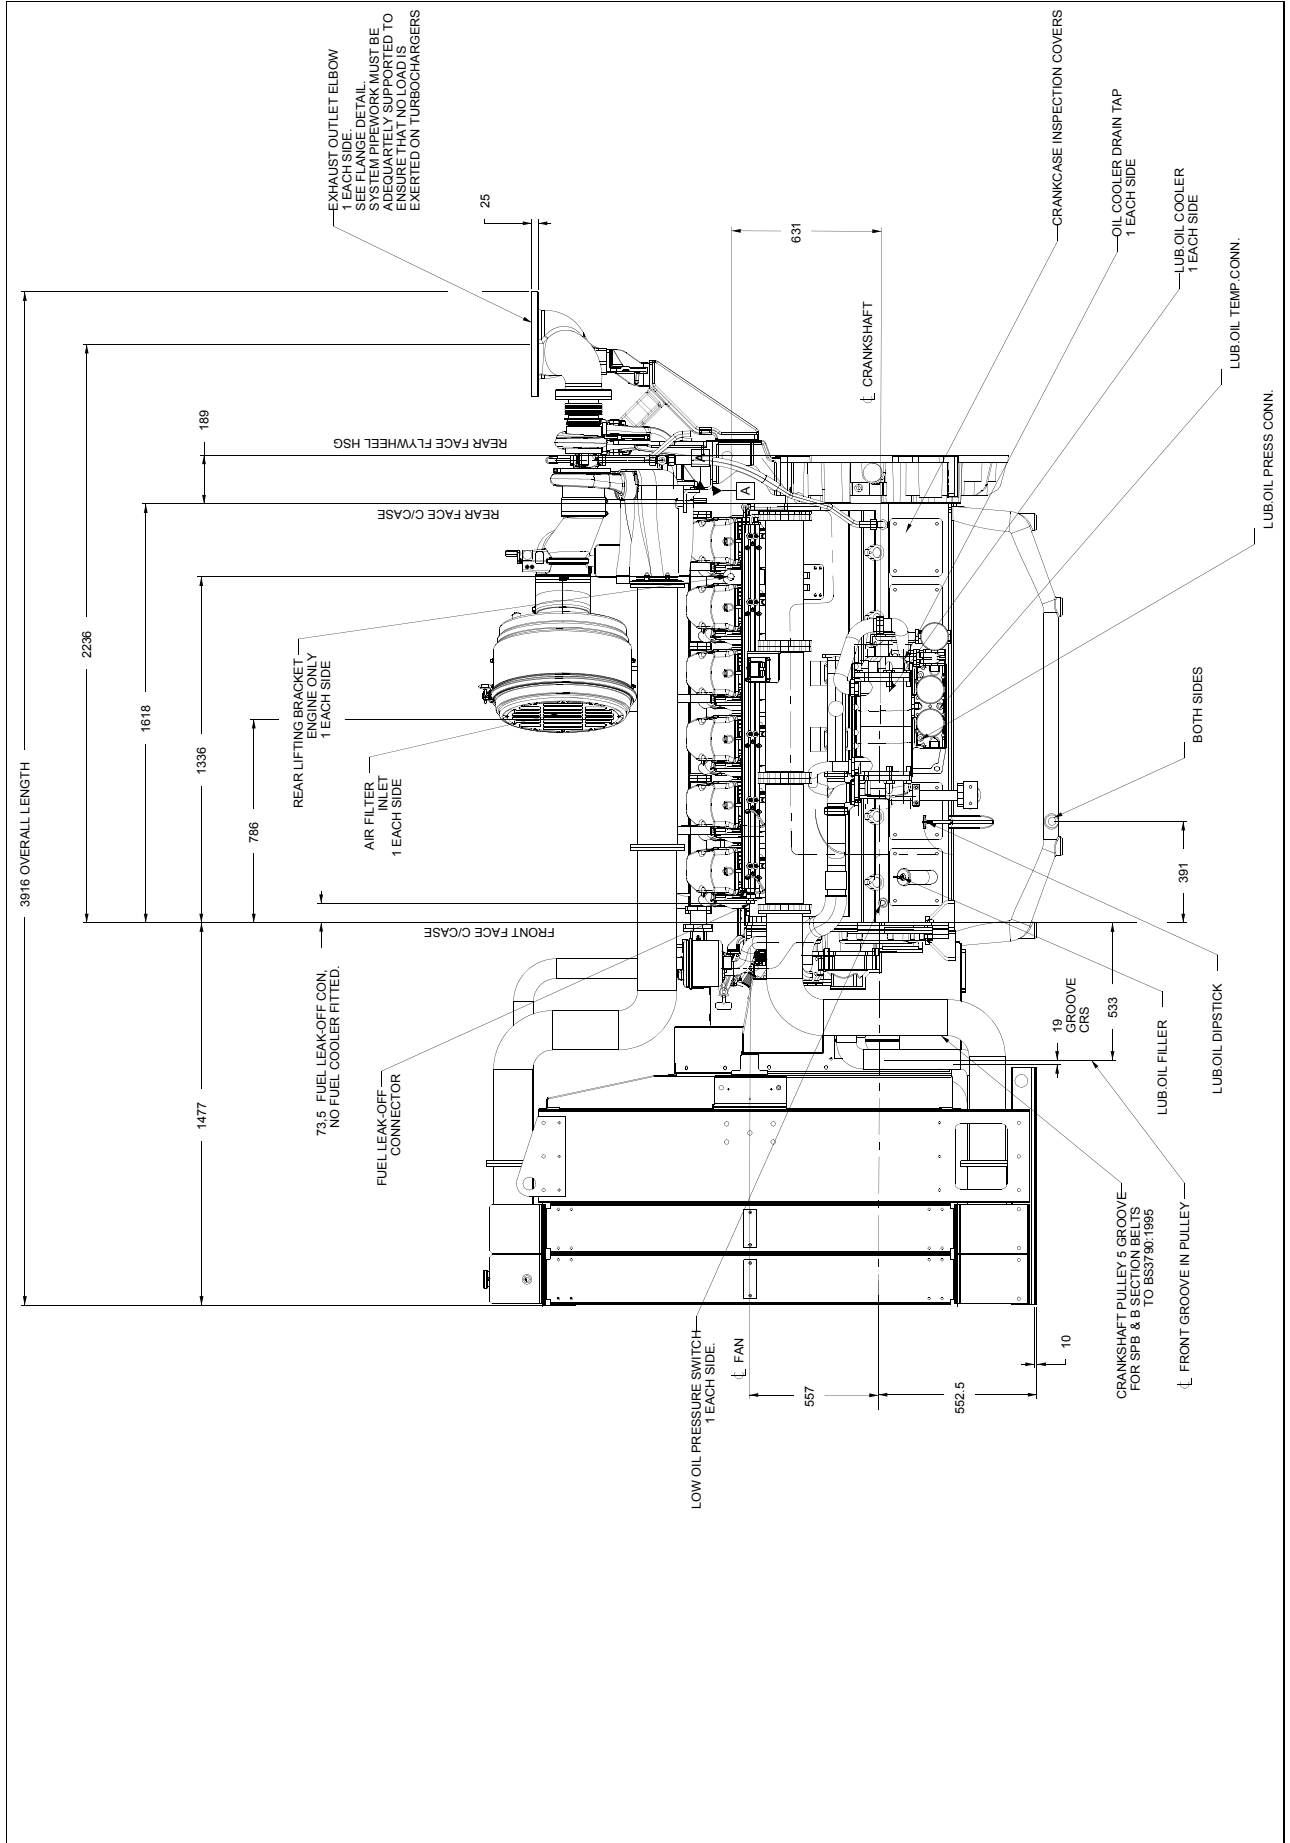 3916 OVERALL LENGTH
2236
1618
1477
189
1336
786
73.5 FUEL LEAK-OFF CON,
NO FUEL COOLER FITTED.
REAR LIFTING BRACKET
ENGINE ONLY
1 EACH SIDE
AIR FILTER
INLET
1 EACH SIDE
FUEL LEAK-OFF
CONNECTOR
EXHAUST OUTLET ELBOW
1 EACH SIDE.
SEE FLANGE DETAIL.
SYSTEM PIPEWORK MUST BE
ADEQUARTELY SUPPORTED TO
ENSURE THAT NO LOAD IS
EXERTED ON TURBOCHARGERS
25
REAR FACE FLYWHEEL HSG
REAR FACE C/CASE
FRONT FACE C/CASE
A
631
CRANKSHAFT
LOW OIL PRESSURE SWITCH
1 EACH SIDE.
FAN
557
552.5
10
CRANKCASE INSPECTION COVERS
OIL COOLER DRAIN TAP
1 EACH SIDE
LUB.OIL COOLER
1 EACH SIDE
LUB.OIL TEMP.CONN.
LUB.OIL PRESS CONN.
BOTH SIDES
391
533
19
GROOVE
CRS
LUB.OIL FILLER
LUB.OIL DIPSTICK
CRANKSHAFT PULLEY 5 GROOVE
FOR SPB & B SECTION BELTS
TO BS3790:1995
FRONT GROOVE IN PULLEY